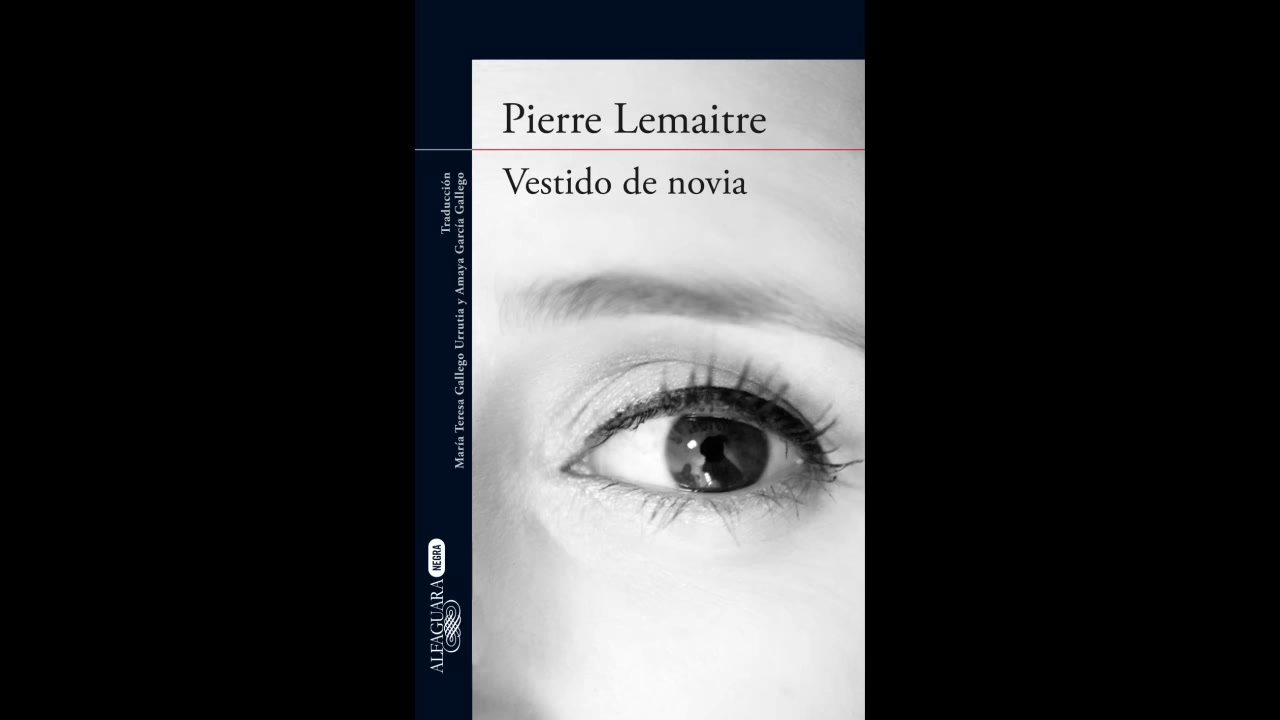 Pierre Lemaitre
Vestido de novia
Traducción
María Teresa Gallego Urrutia y Amaya García Gallego
ALFAGUARA NEGRA